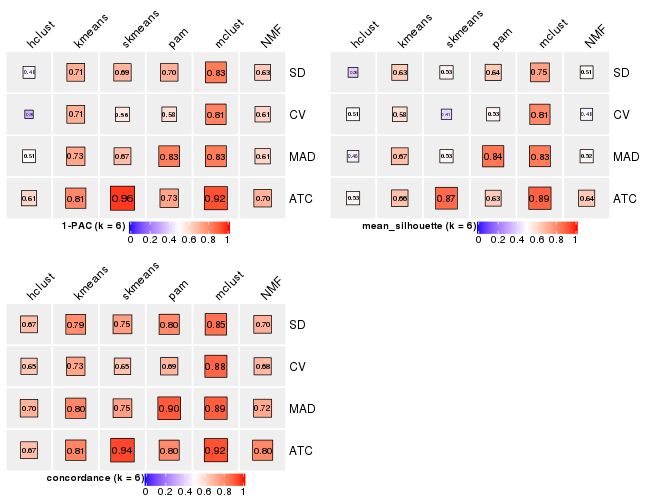 hclust kmeans skmeans pam mclust NMF
0.71 0.69 0.70 0.83 0.63 SD
0.71 0.56 0.58 0.81 0.61 CV
0.51 0.73 0.67 0.83 0.83 0.61 MAD
0.61 0.81 0.96 0.73 0.92 0.70 ATC
1-PAC (k = 6)
0 0.2 0.4 0.6 0.8 1
hclust kmeans skmeans pam mclust NMF
0.63 0.53 0.64 0.75 0.51 SD
0.51 0.58 0.53 0.81 CV
0.67 0.53 0.84 0.83 0.52 MAD
0.53 0.66 0.87 0.63 0.89 0.64 ATC
mean_silhouette (k = 6)
0 0.2 0.4 0.6 0.8 1
hclust kmeans skmeans pam mclust NMF
0.67 0.79 0.75 0.80 0.85 0.70 SD
0.65 0.73 0.65 0.69 0.88 0.68 CV
0.70 0.80 0.75 0.90 0.89 0.72 MAD
0.67 0.81 0.94 0.80 0.92 0.80 ATC
concordance (k = 6)
0 0.2 0.4 0.6 0.8 1